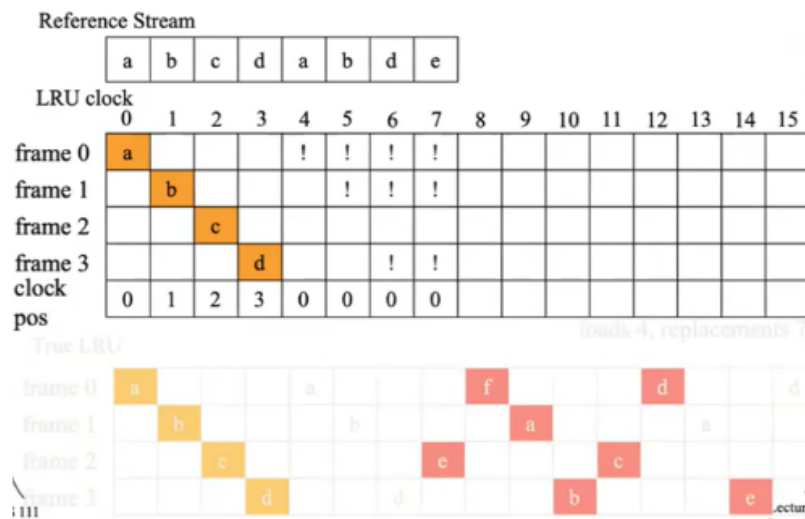 Reference Stream
a b c d a b d e
LRU clock
0 1 2 3 4 5 6 7 8 9 10 11 12 13 14 15
frame 0 a ! ! ! !
frame 1 b ! ! !
frame 2 c
frame 3 d ! !
clock pos 0 1 2 3 0 0 0 0
loads 4, replacements 7
True LRU
frame 0 a a f d d
frame 1 b b a a
frame 2 c e c
frame 3 d d b e
111